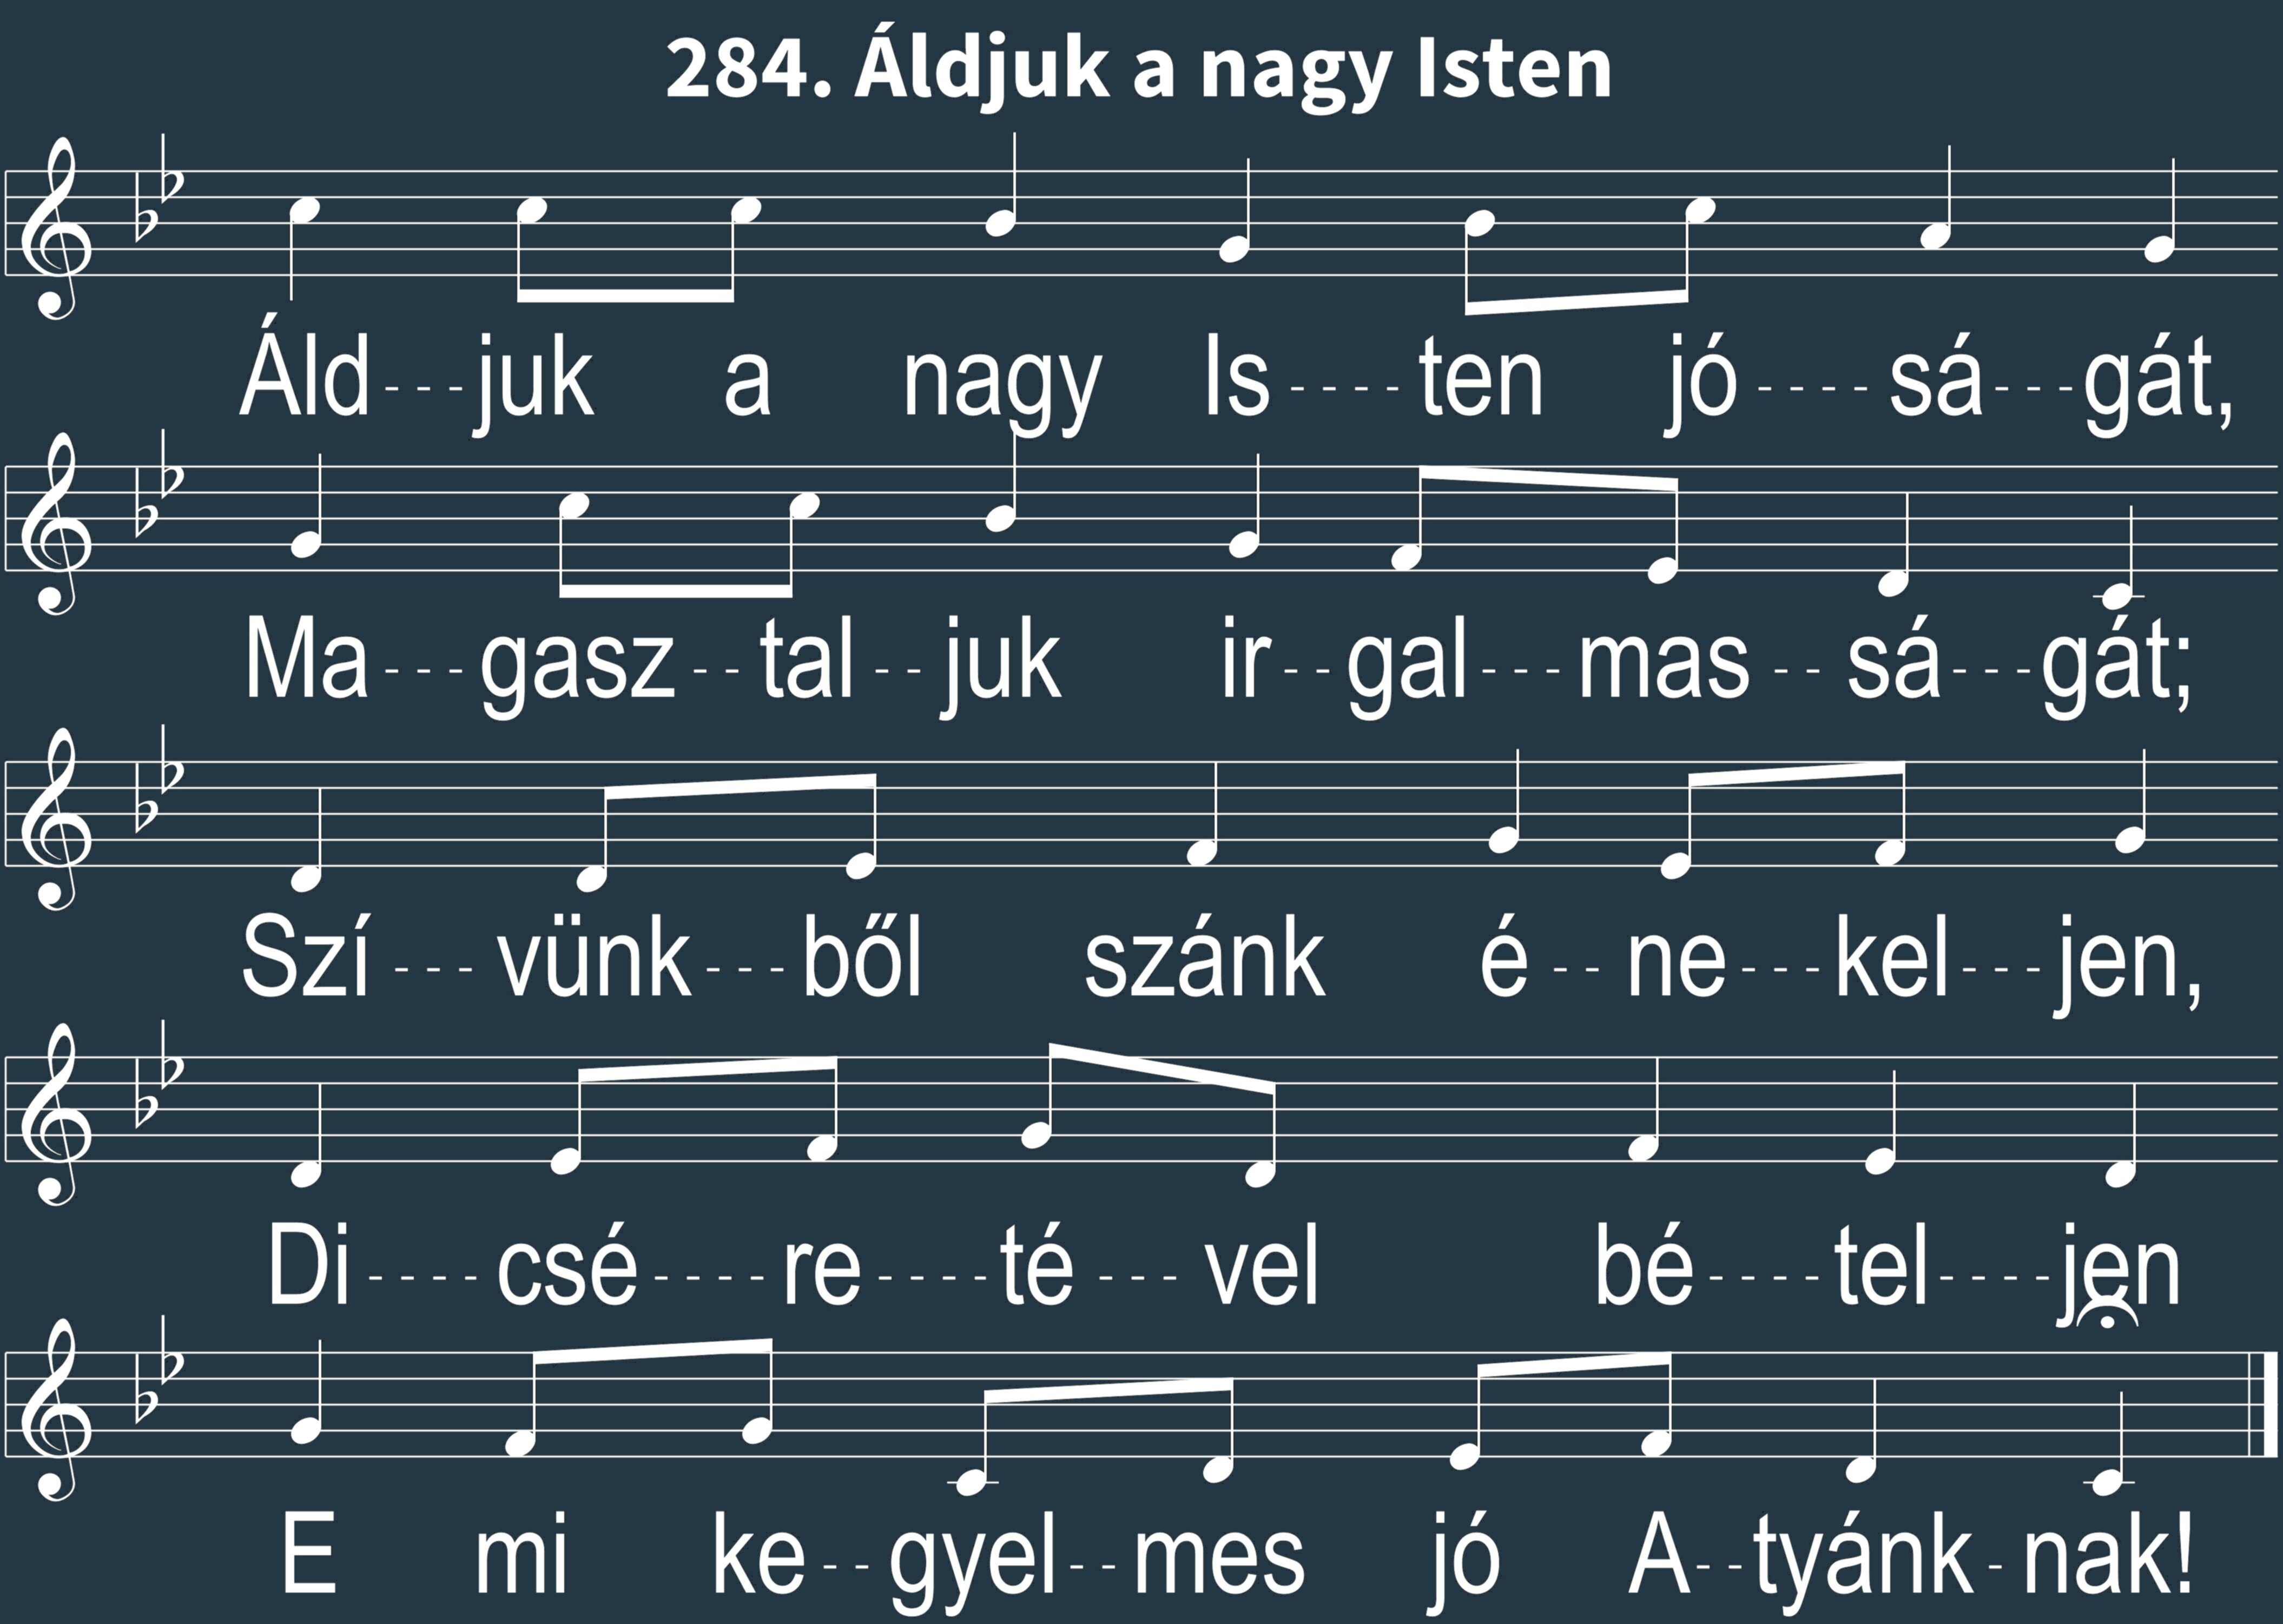 284. Áldjuk a nagy Isten
Áld---juk a nagy Is----ten jó----sá---gát,
Ma---gasz--tal--juk ir--gal---mas--sá---gát;
Szí---vünk---ből szánk é--ne---kel---jen,
Di----csé----re----té---vel bé----tel----jen
E mi ke--gyel--mes jó A--tyánk-nak!